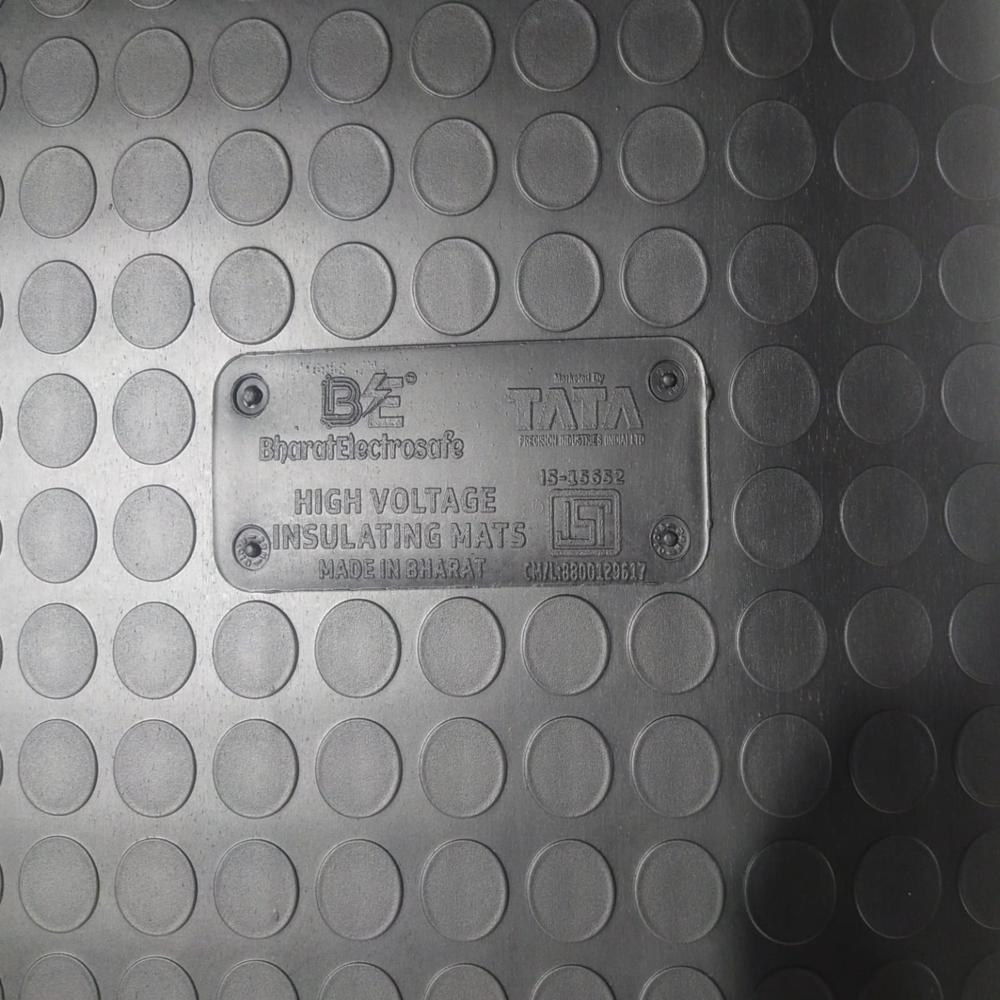 BE
BharatElectrosafe
HIGH VOLTAGE
INSULATING MATS
MADE IN BHARAT
Marketed By
TATA
PRECISION INDUSTRIES (INDIA) LTD
IS-15652
ISI
CM/L:8800129617